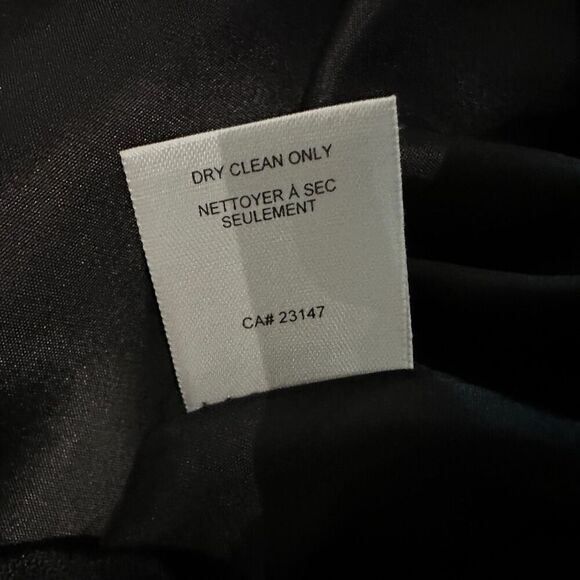 DRY CLEAN ONLY
NETTOYER À SEC
SEULEMENT
CA# 23147